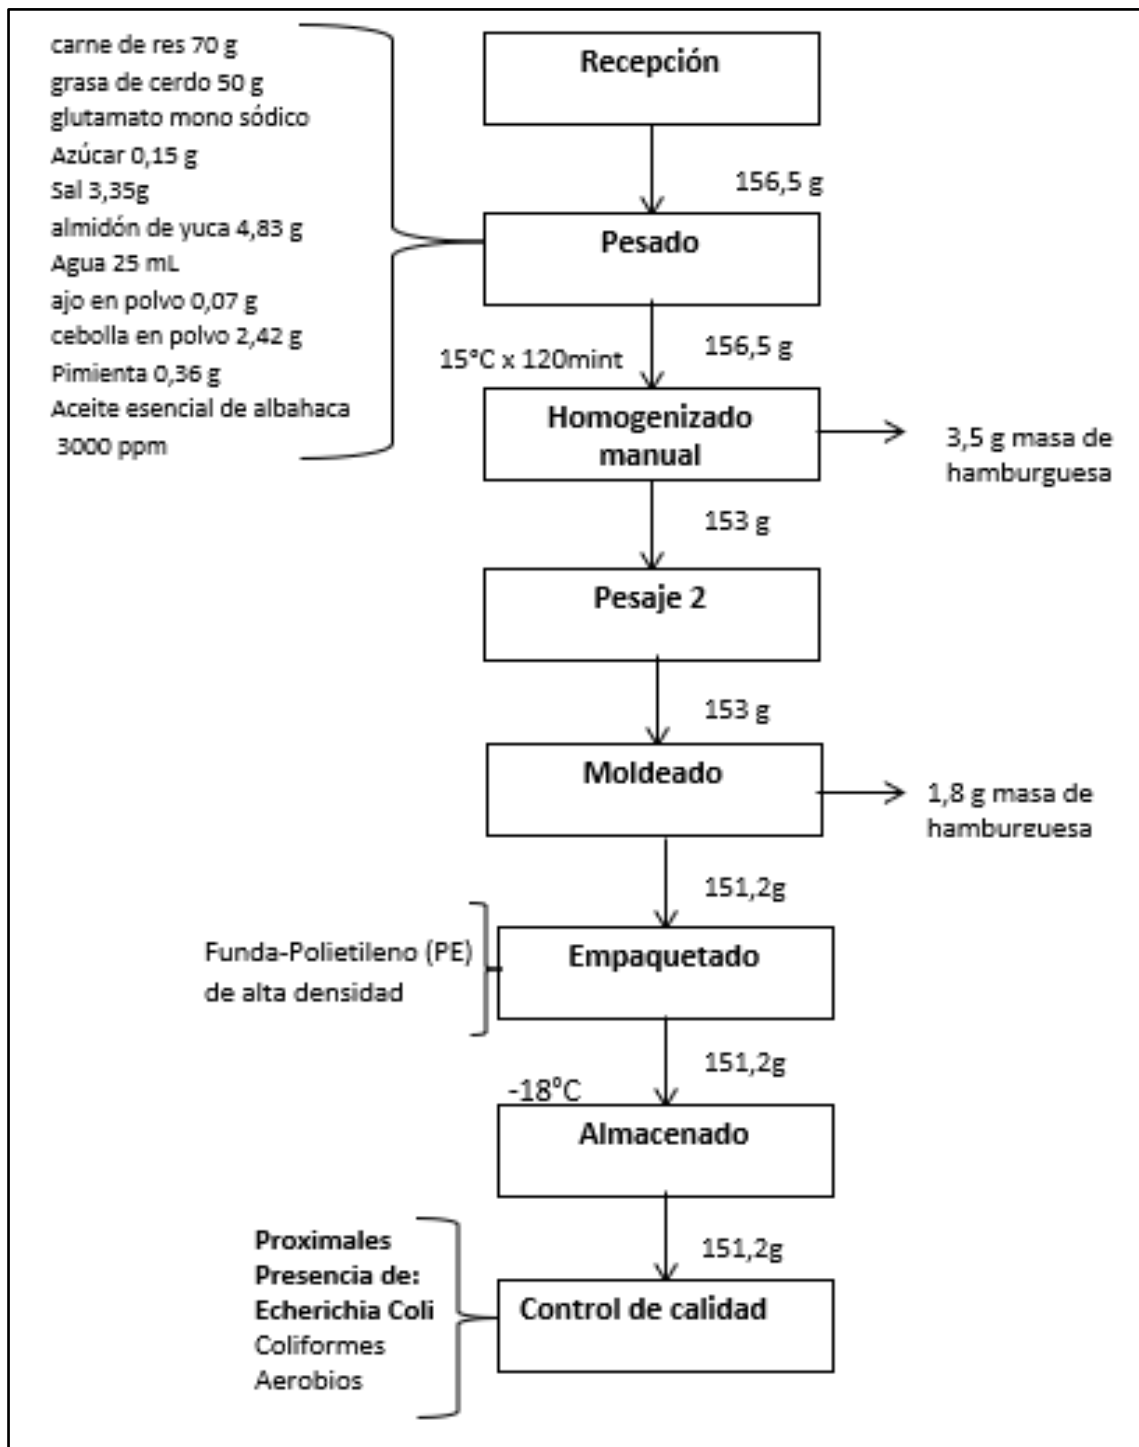 carne de res 70 g
grasa de cerdo 50 g
glutamato mono sódico
Azúcar 0,15 g
Sal 3,35g
almidón de yuca 4,83 g
Agua 25 mL
ajo en polvo 0,07 g
cebolla en polvo 2,42 g
Pimienta 0,36 g
Aceite esencial de albahaca
3000 ppm
Recepción
156,5 g
Pesado
156,5 g
15°C x 120mint
Homogenizado
manual
3,5 g masa de
hamburguesa
153 g
Pesaje 2
153 g
Moldeado
1,8 g masa de
hamburguesa
151,2g
Funda-Polietileno (PE)
de alta densidad
Empaquetado
151,2g
-18°C
Almacenado
151,2g
Proximales
Presencia de:
Echerichia Coli
Coliformes
Aerobios
Control de calidad